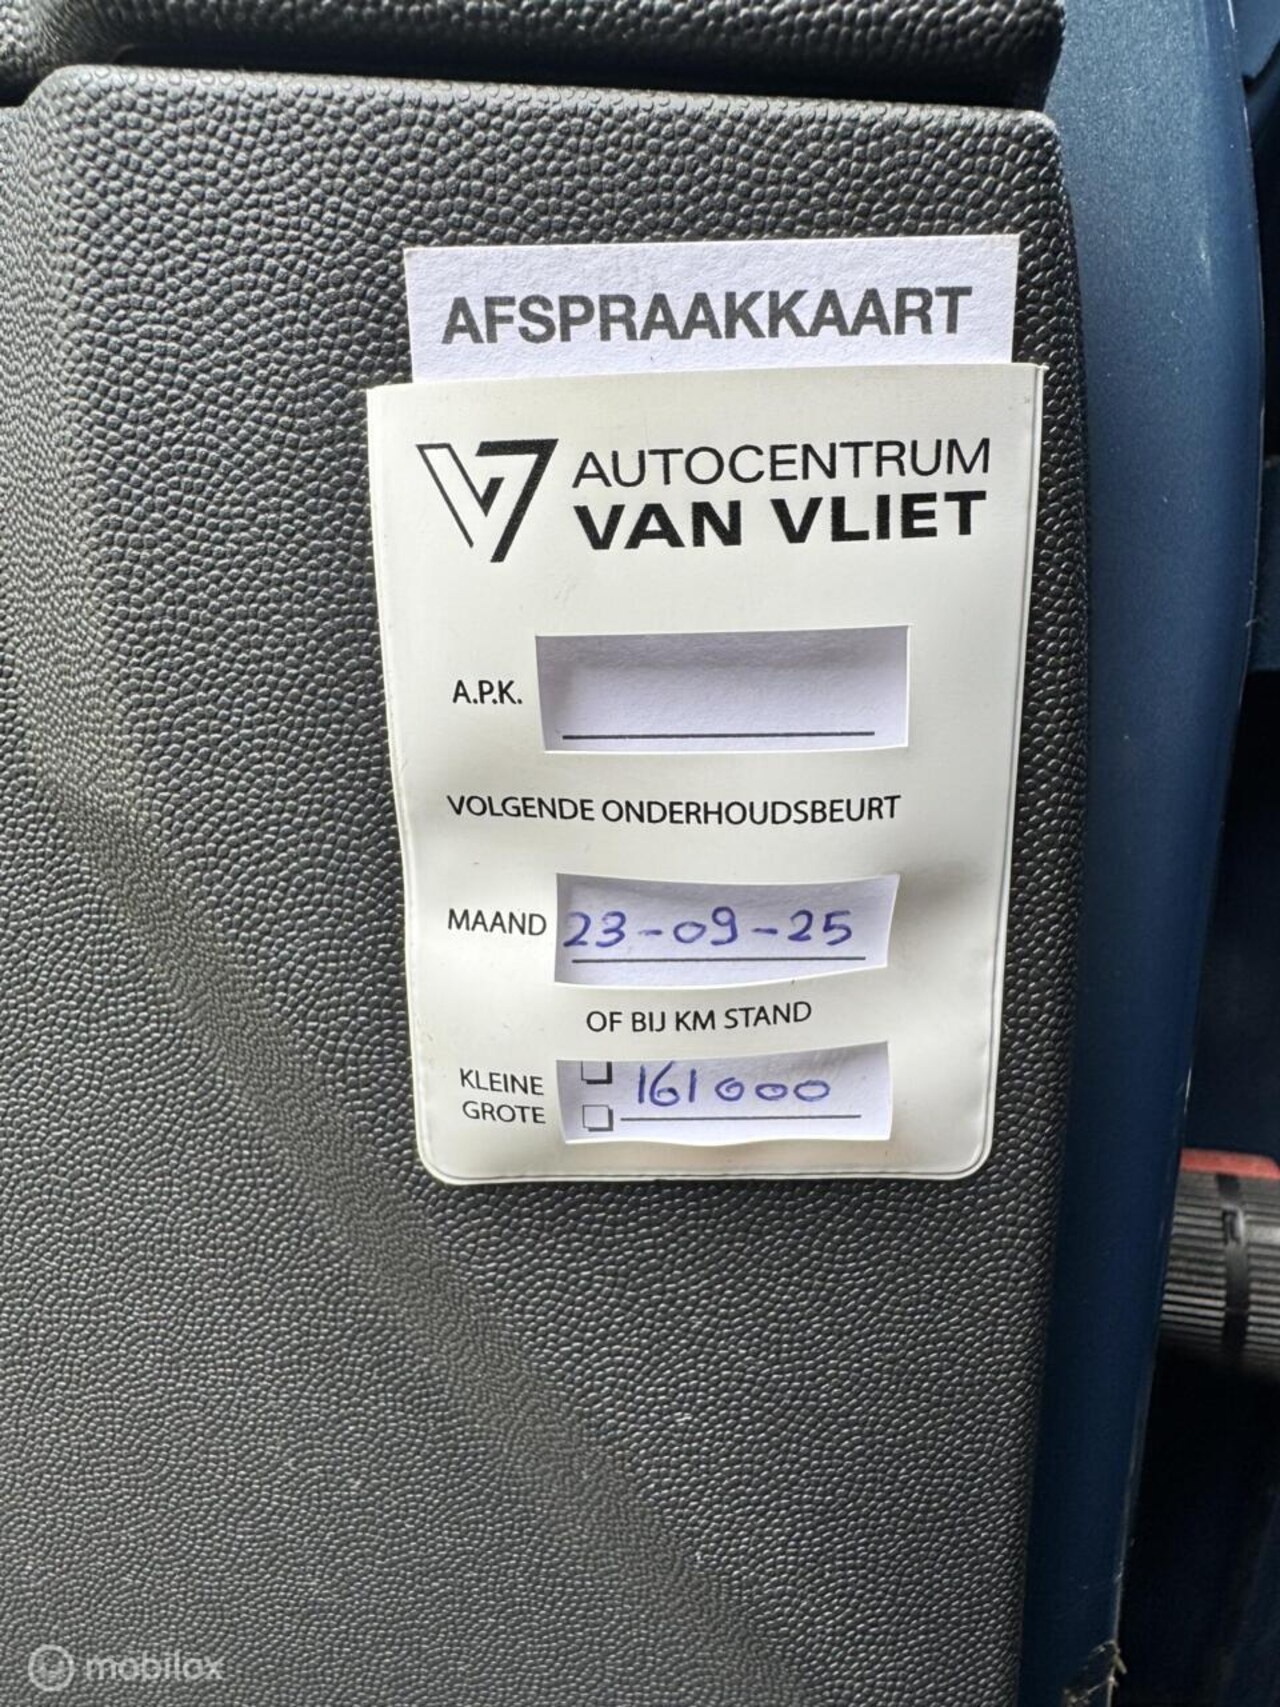 AFSPRAAKKAART
AUTOCENTRUM
VAN VLIET
A.P.K.
VOLGENDE ONDERHOUDSBEURT
MAAND 23-09-25
OF BIJ KM STAND
KLEINE 161000
GROTE
mobilox